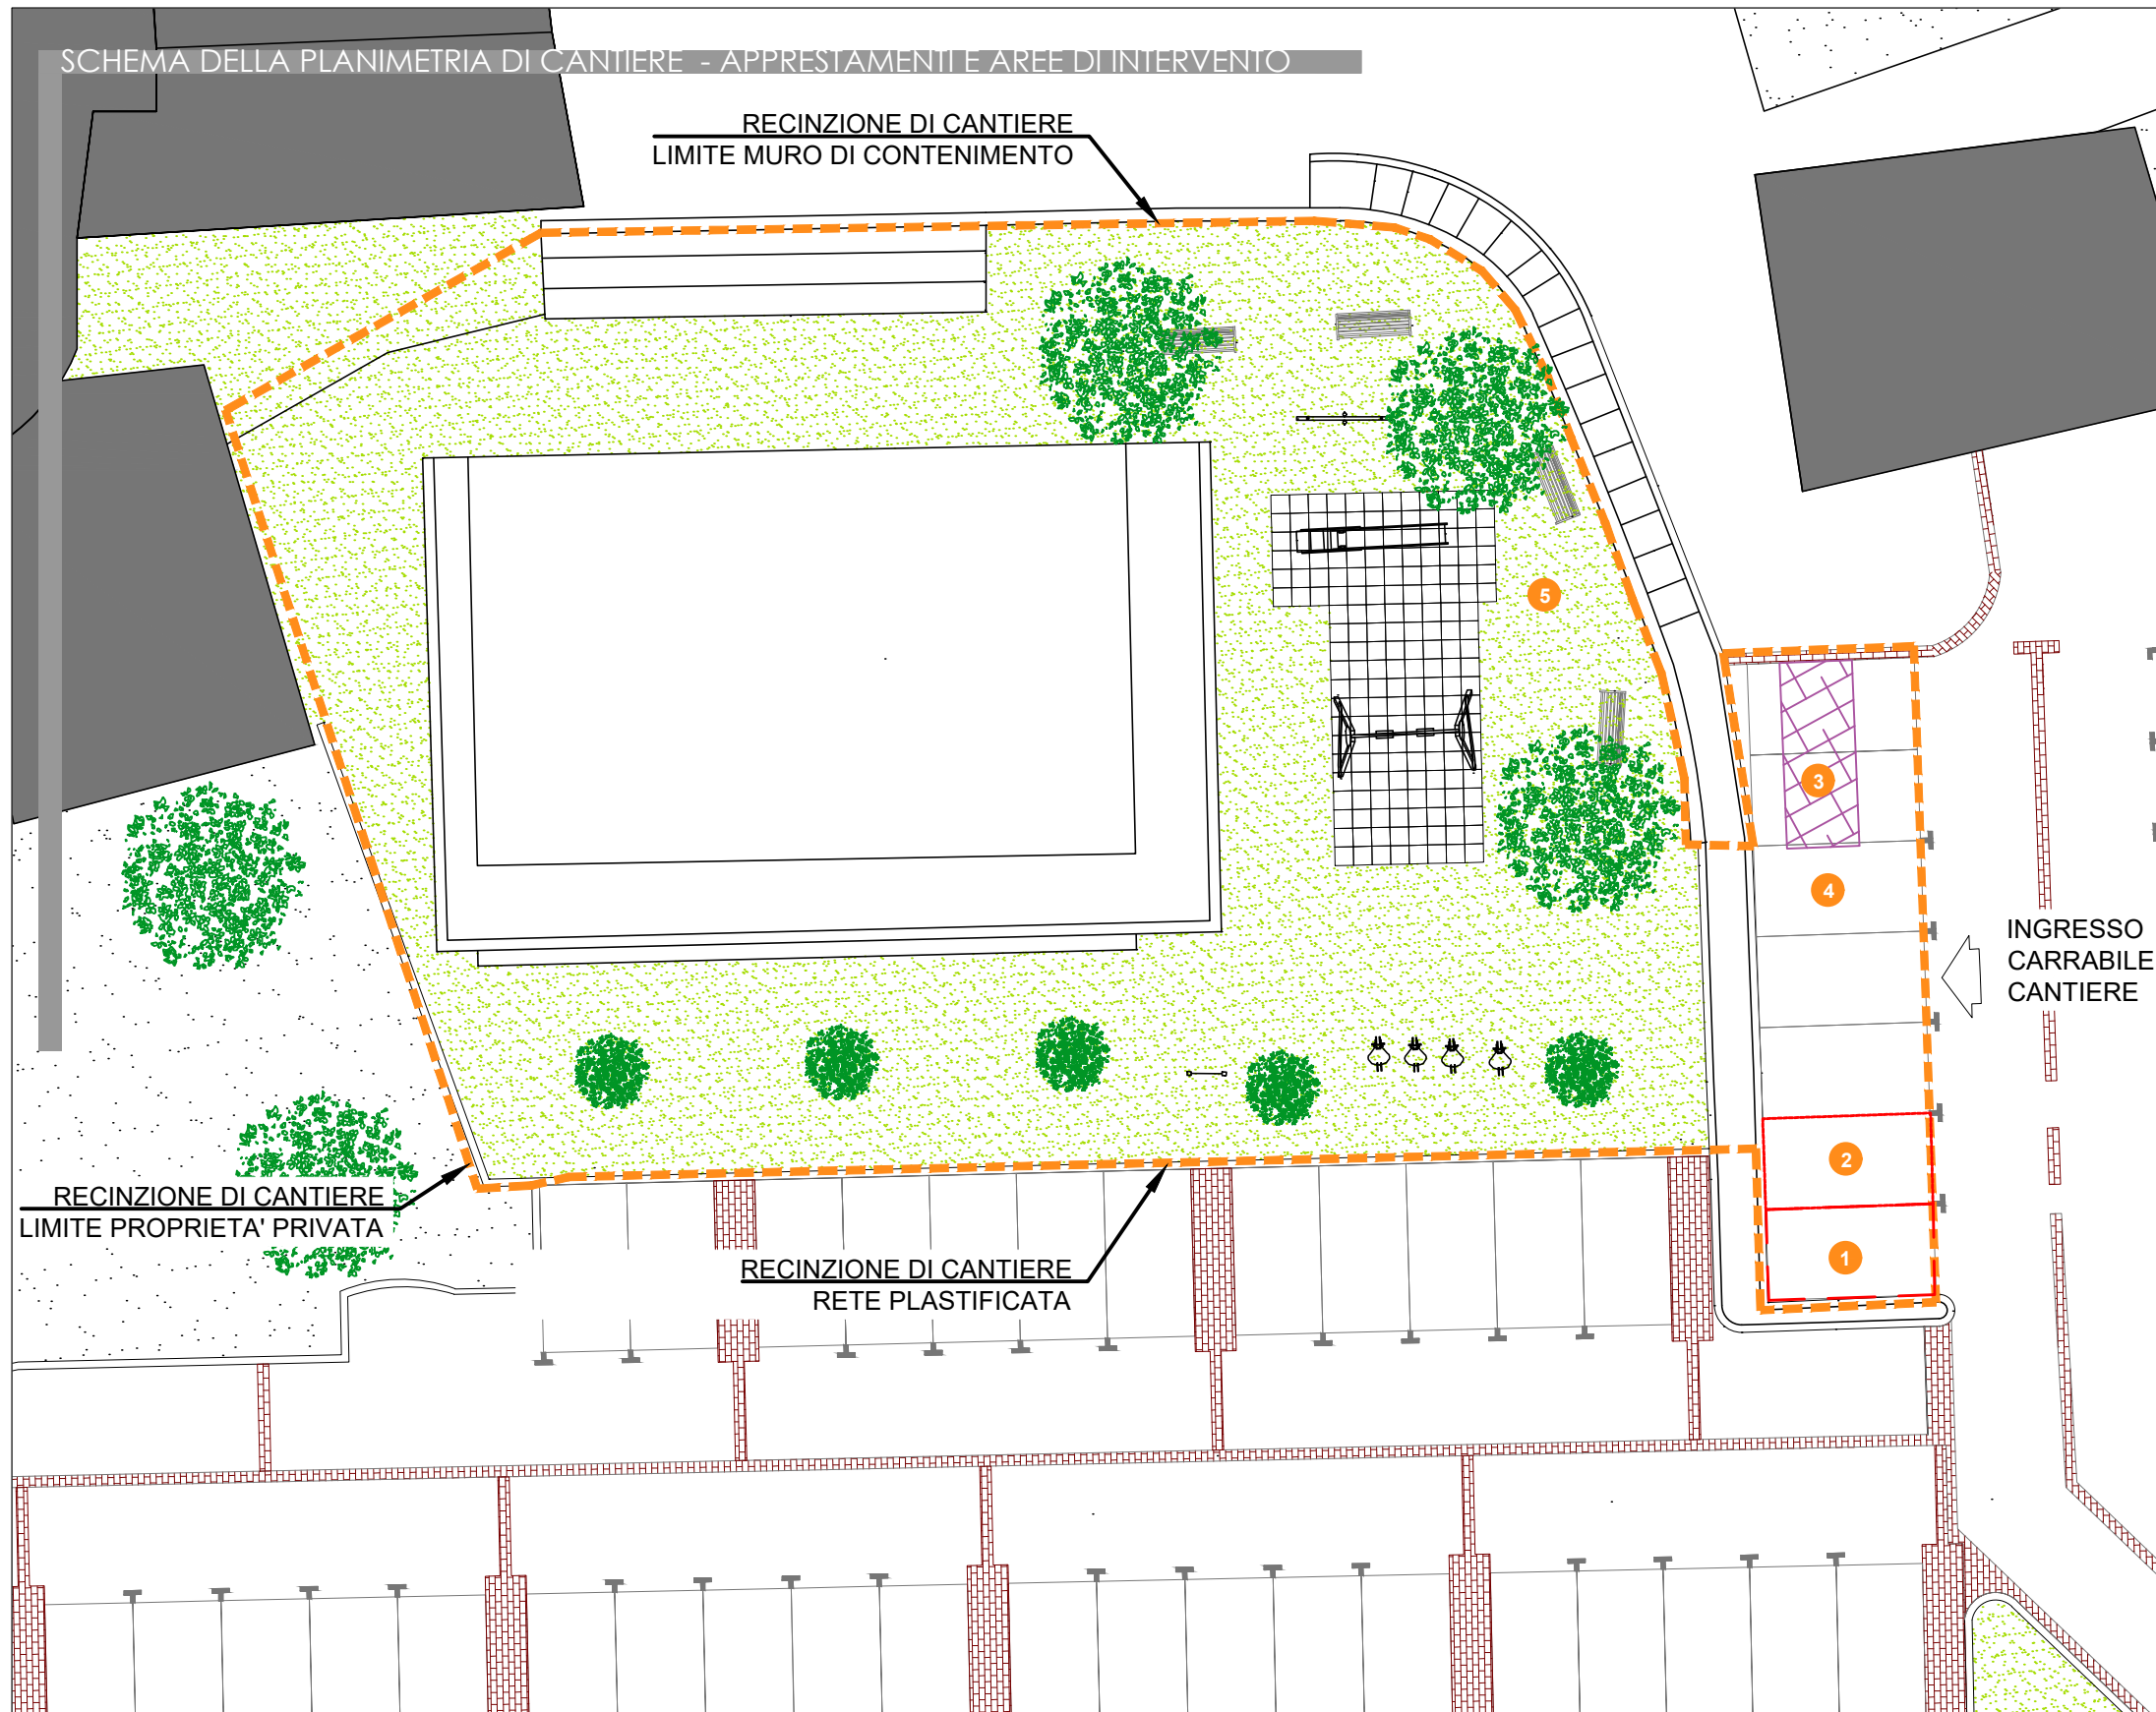 SCHEMA DELLA PLANIMETRIA DI CANTIERE - APPRESTAMENTI E AREE DI INTERVENTO
RECINZIONE DI CANTIERE
LIMITE MURO DI CONTENIMENTO
5
3
4
INGRESSO
CARRABILE
CANTIERE
2
RECINZIONE DI CANTIERE
LIMITE PROPRIETA' PRIVATA
1
RECINZIONE DI CANTIERE
RETE PLASTIFICATA